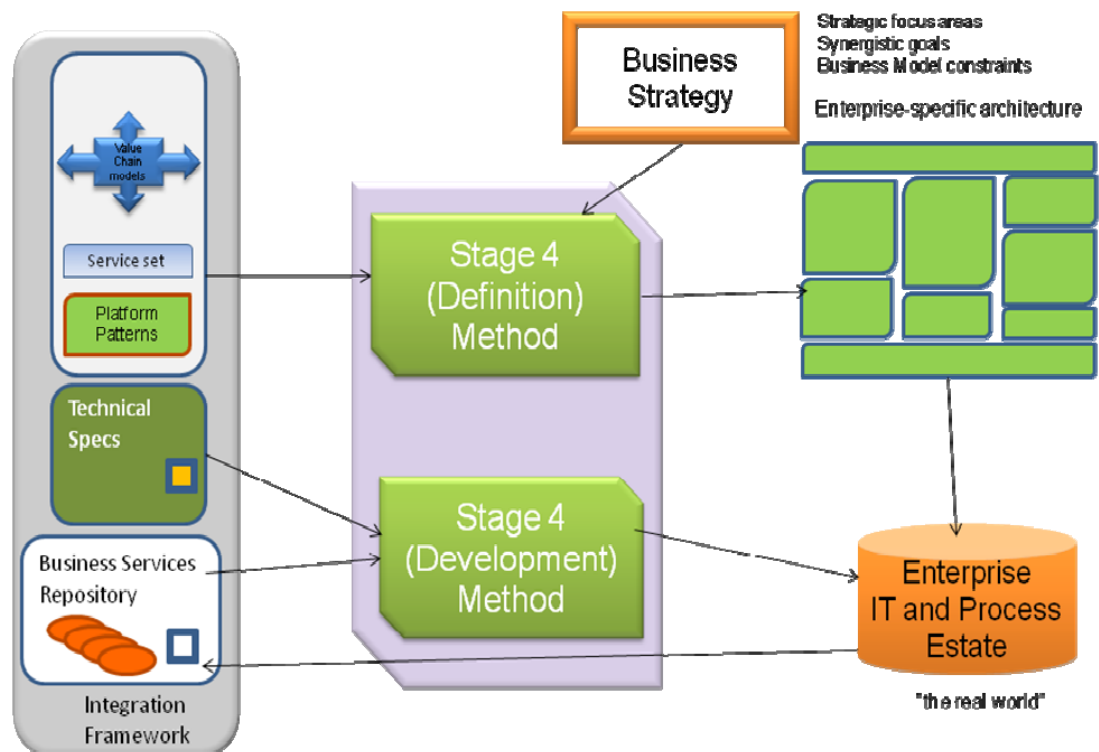 Strategic focus areas
Synergistic goals
Business Model constraints
Enterprise-specific architecture
Business
Strategy
Value
Chain
models
Service set
Platform
Patterns
Stage 4
(Definition)
Method
Technical
Specs
Stage 4
(Development)
Method
Business Services
Repository
Enterprise
IT and Process
Estate
"the real world"
Integration
Framework